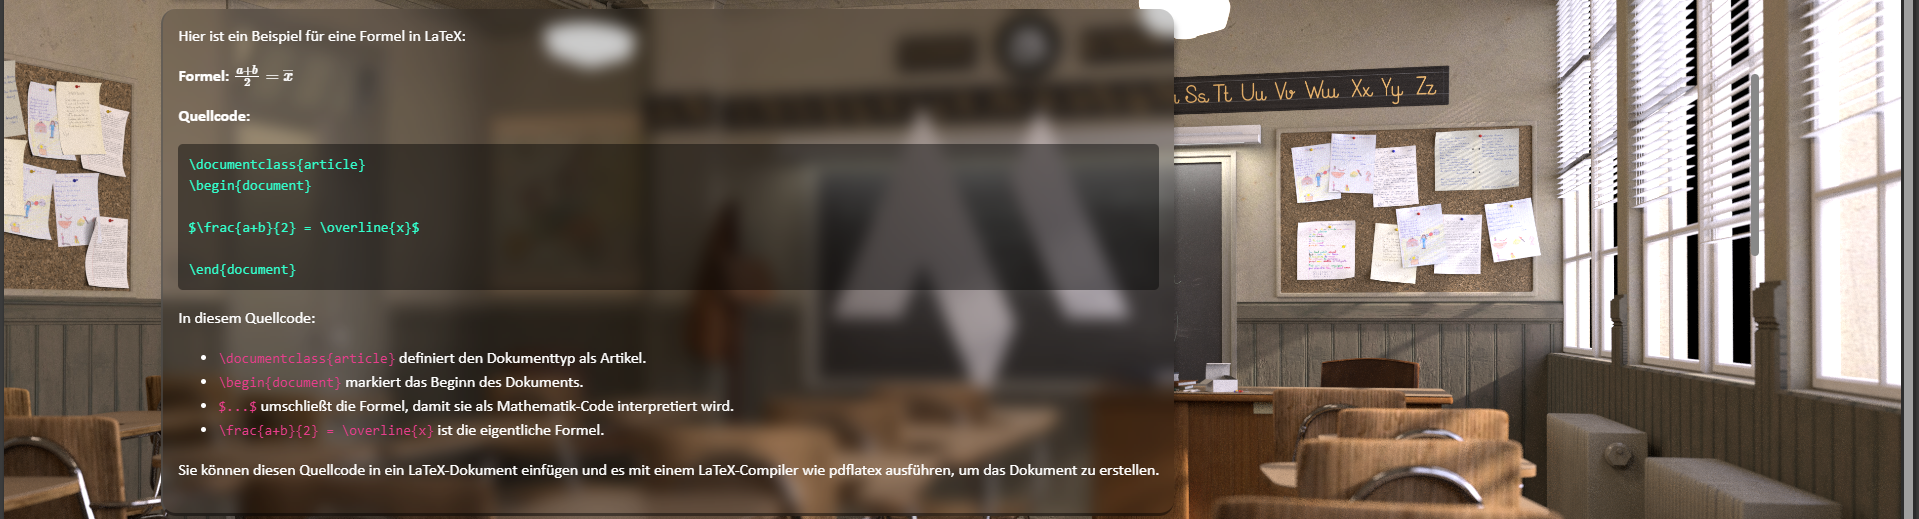 Hier ist ein Beispiel für eine Formel in LaTeX:
Formel: $\frac{a+b}{2} = \overline{x}$
Quellcode:
\documentclass{article}
\begin{document}
$\frac{a+b}{2} = \overline{x}$
\end{document}
In diesem Quellcode:
• \documentclass{article} definiert den Dokumenttyp als Artikel.
• \begin{document} markiert das Beginn des Dokuments.
• $...$ umschließt die Formel, damit sie als Mathematik-Code interpretiert wird.
• \frac{a+b}{2} = \overline{x} ist die eigentliche Formel.
Sie können diesen Quellcode in ein LaTeX-Dokument einfügen und es mit einem LaTeX-Compiler wie pdflatex ausführen, um das Dokument zu erstellen.
Ss Tt Uu Vv Ww Xx Yy Zz